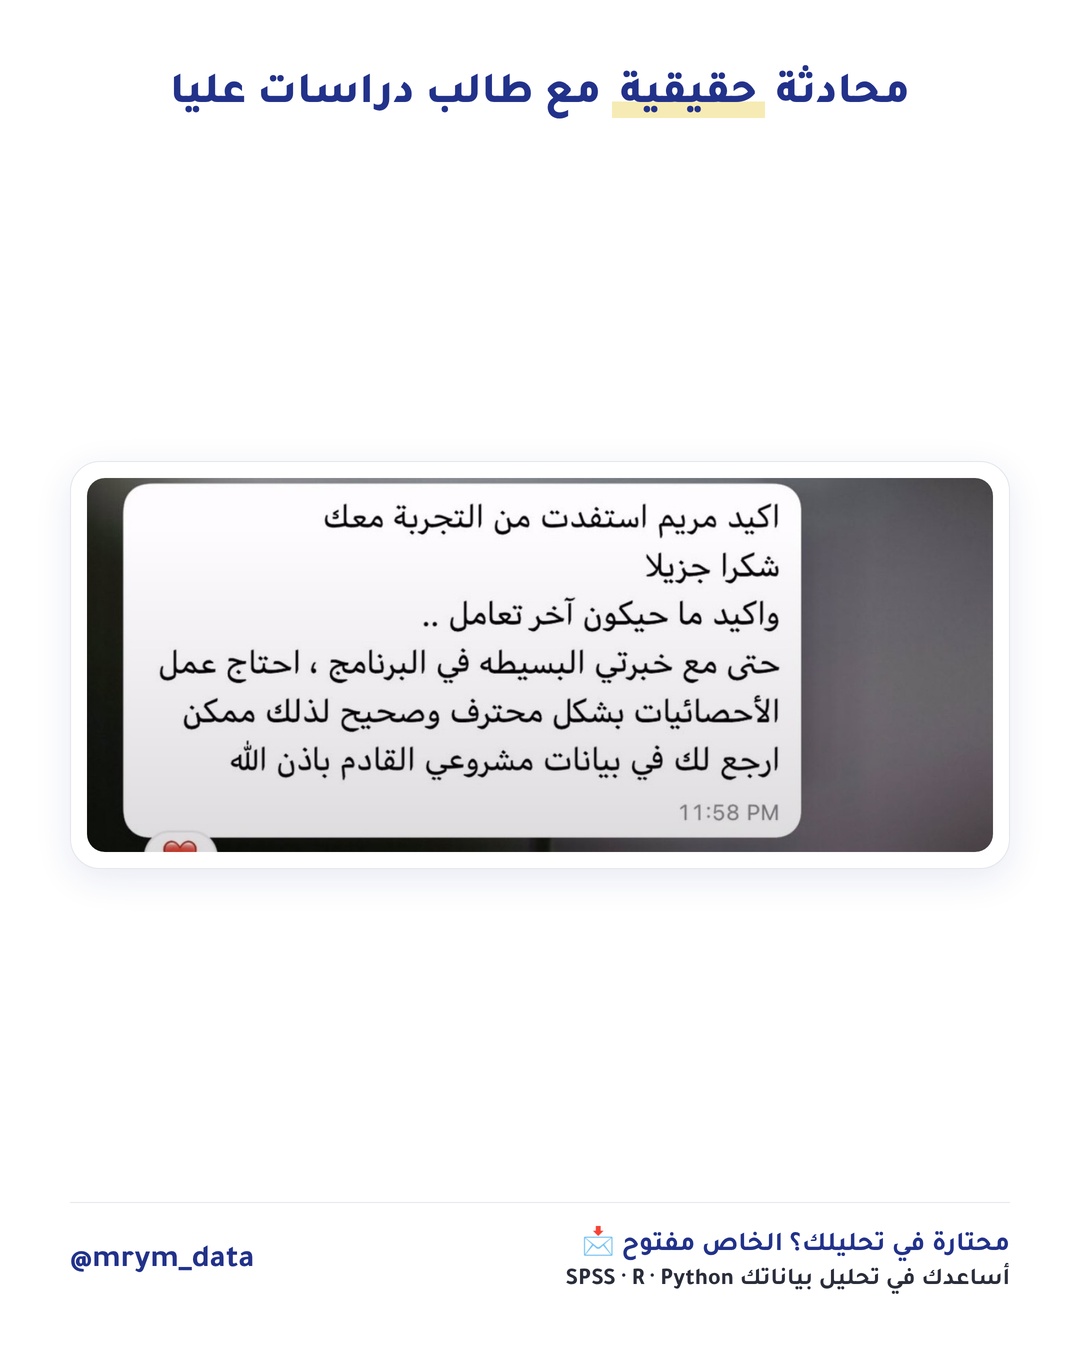 محادثة حقيقية مع طالب دراسات عليا
اكيد مريم استفدت من التجربة معك
شكرا جزيلا
واكيد ما حيكون آخر تعامل ..
حتى مع خبرتي البسيطه في البرنامج ، احتاج عمل
الأحصائيات بشكل محترف وصحيح لذلك ممكن
ارجع لك في بيانات مشروعي القادم باذن الله
11:58 PM
محتارة في تحليلك؟ الخاص مفتوح 📩
أساعدك في تحليل بياناتك SPSS · R · Python
@mrym_data